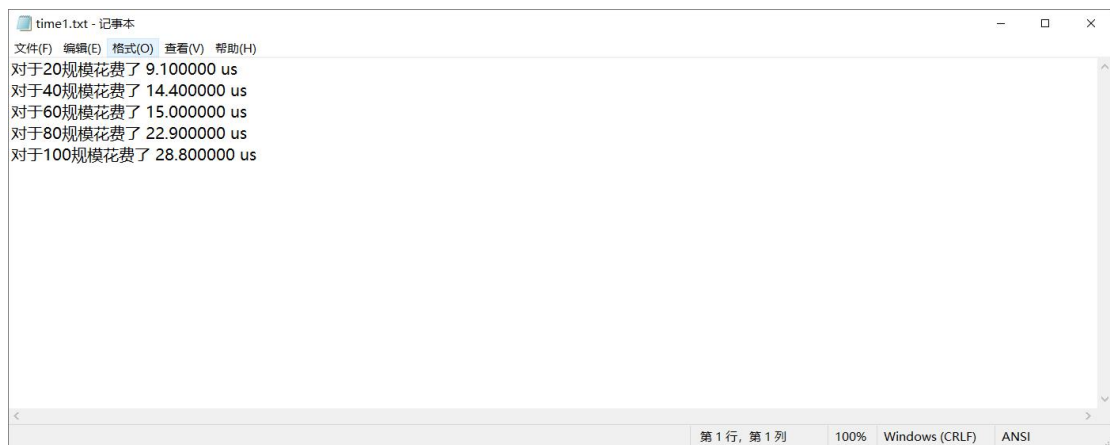 time1.txt - 记事本
文件(F) 编辑(E) 格式(O) 查看(V) 帮助(H)
对于20规模花费了 9.100000 us
对于40规模花费了 14.400000 us
对于60规模花费了 15.000000 us
对于80规模花费了 22.900000 us
对于100规模花费了 28.800000 us
第 1 行，第 1 列 100% Windows (CRLF) ANSI